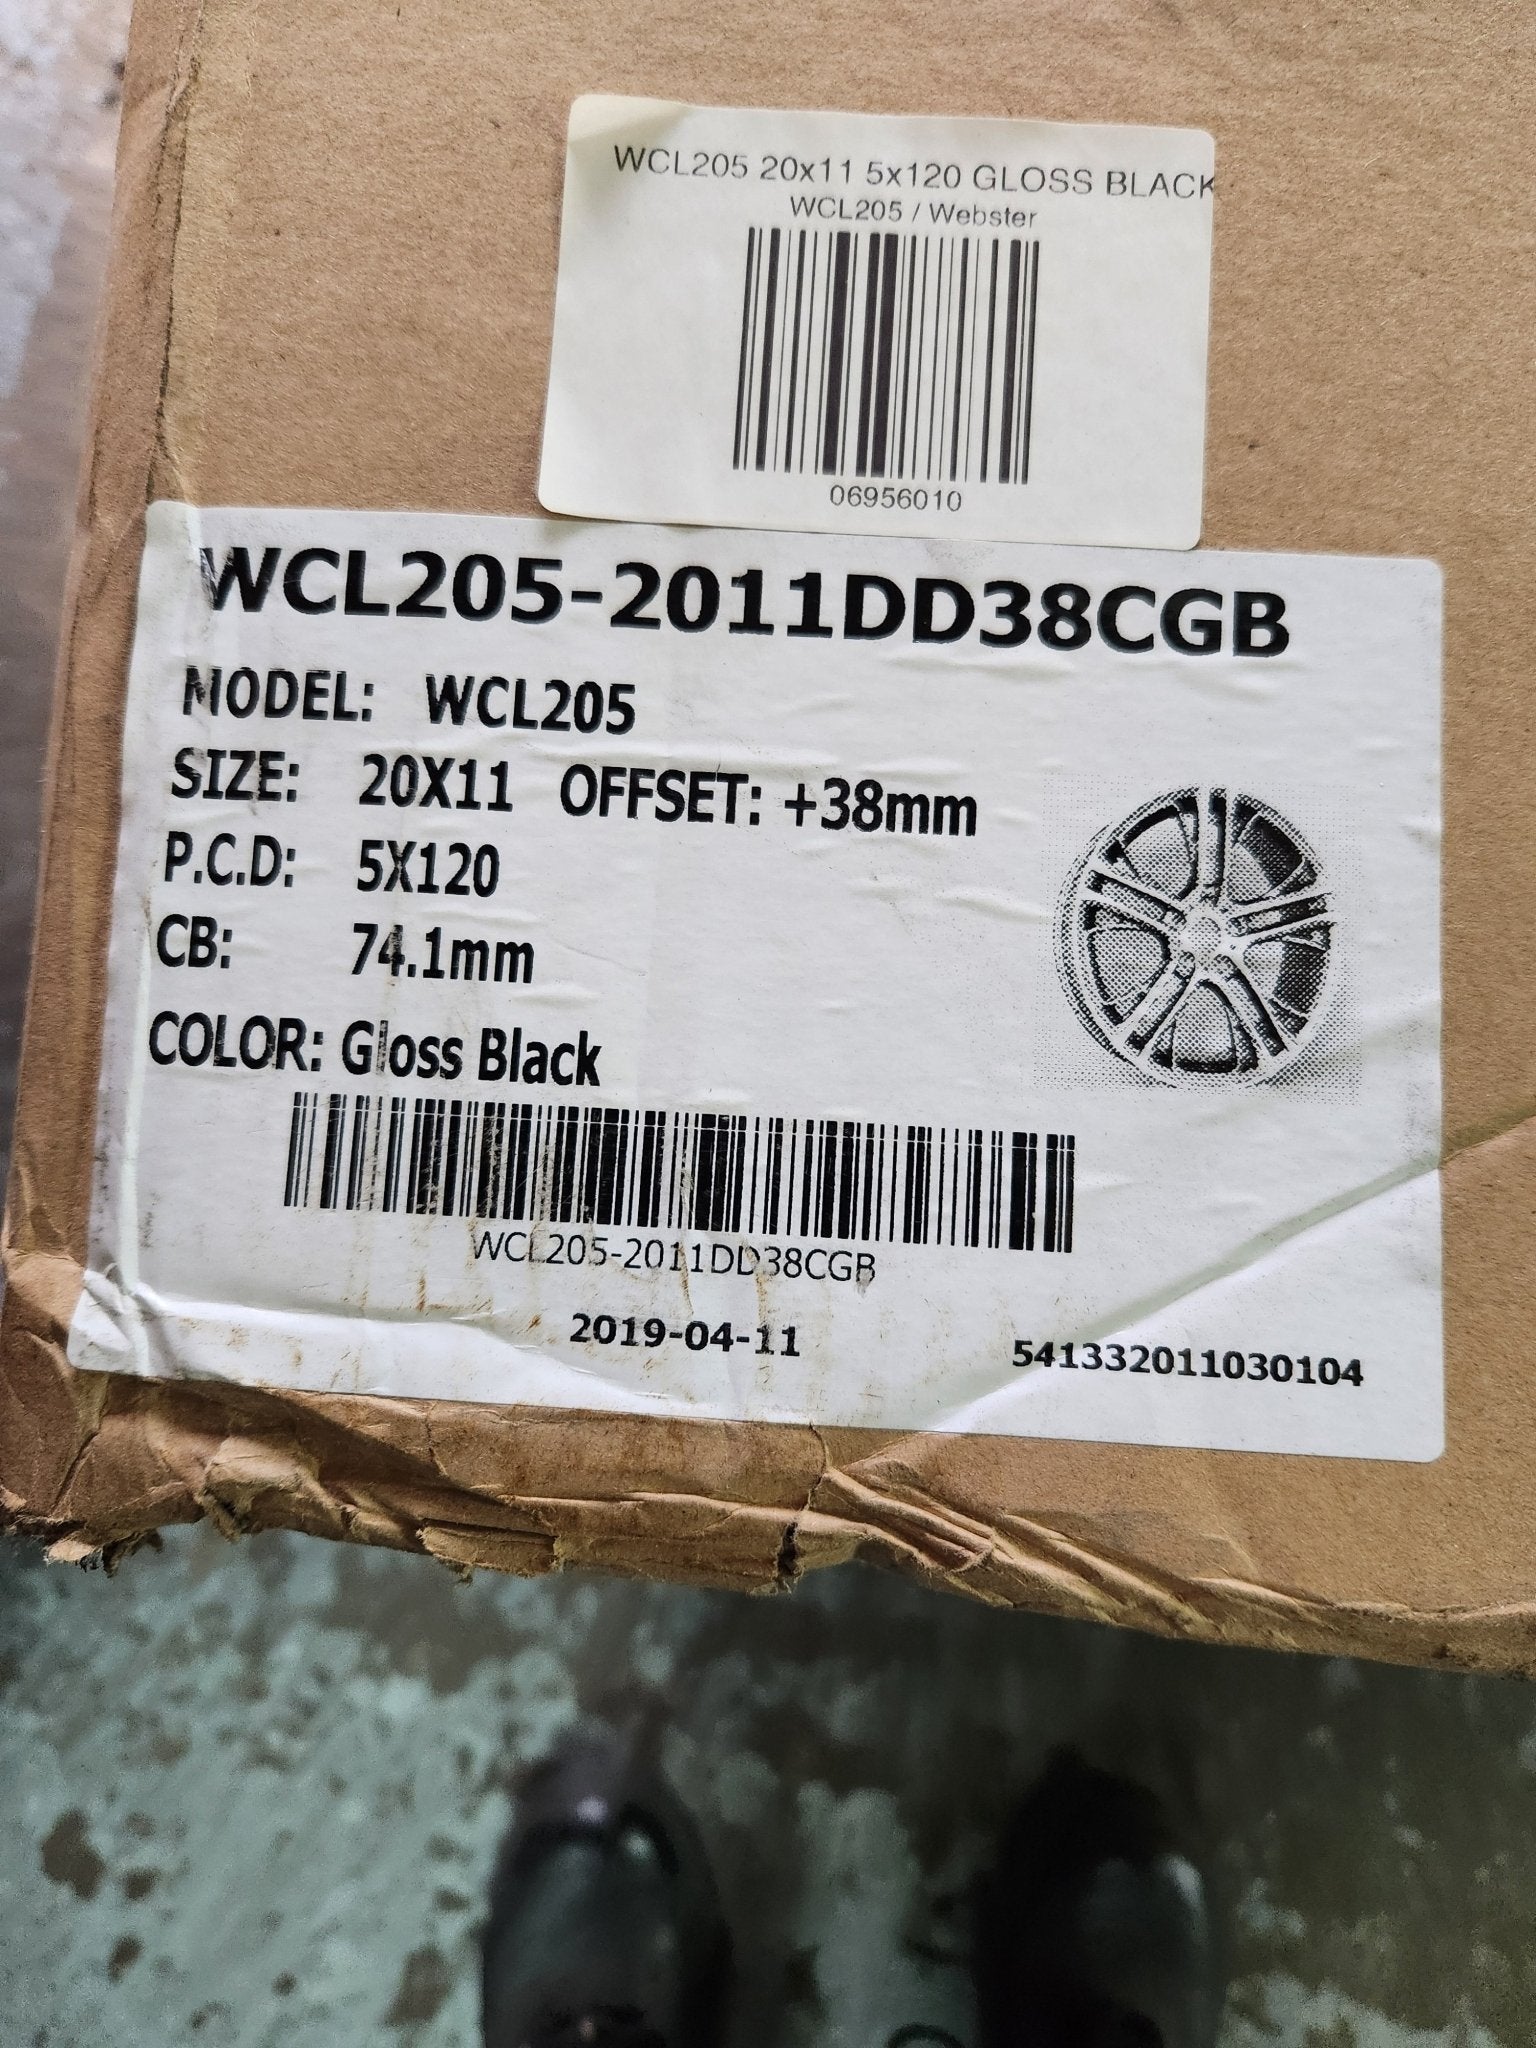 WCL205 20x11 5x120 GLOSS BLACK
WCL205 / Webster
06956010
WCL205-2011DD38CGB
MODEL: WCL205
SIZE: 20X11 OFFSET: +38mm
P.C.D: 5X120
CB: 74.1mm
COLOR: Gloss Black
WCL205-2011DD38CGB
2019-04-11
541332011030104